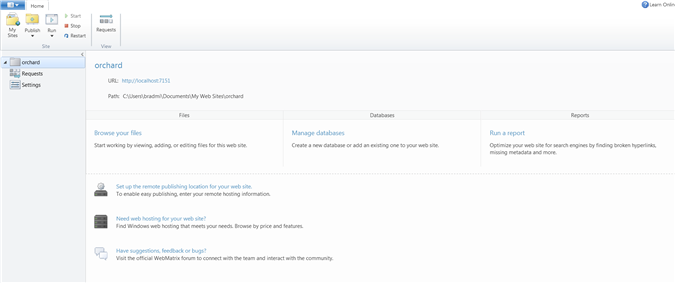 Home
Learn Onlin
My Sites
Publish
Run
Start
Stop
Restart
Requests
Site
View
orchard
Requests
Settings
orchard
URL: http://localhost:7151
Path: C:\Users\bradmil\Documents\My Web Sites\orchard
Files Databases Reports
Browse your files
Start working by viewing, adding, or editing files for this web site.
Manage databases
Create a new database or add an existing one to your web site.
Run a report
Optimize your web site for search engines by finding broken hyperlinks,
missing metadata and more.
Set up the remote publishing location for your web site.
To enable easy publishing, enter your remote hosting information.
Need web hosting for your web site?
Find Windows web hosting that meets your needs. Browse by price and features.
Have suggestions, feedback or bugs?
Visit the official WebMatrix forum to connect with the team and interact with the community.